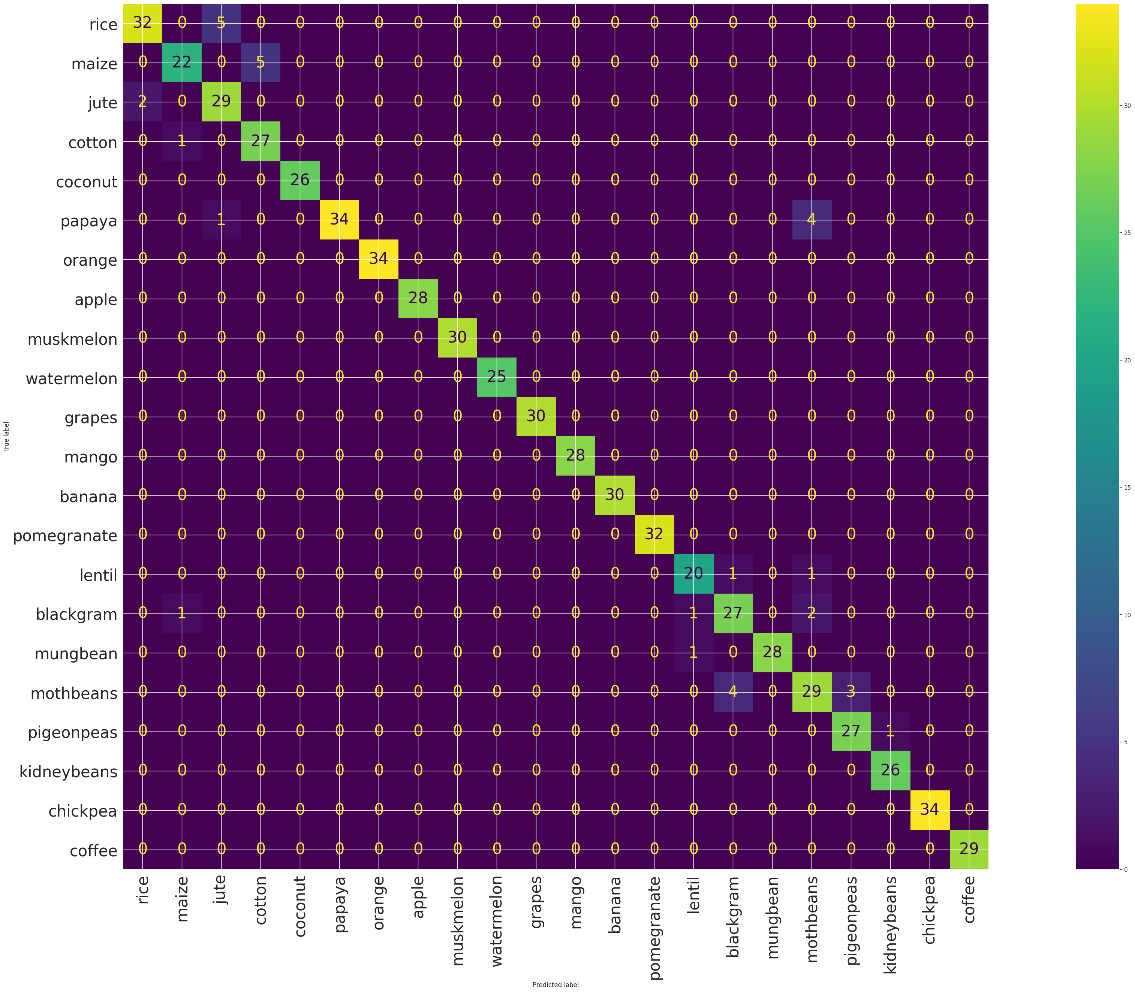 rice 32 0 5 0 0 0 0 0 0 0 0 0 0 0 0 0 0 0 0 0 0 0
maize 0 22 0 5 0 0 0 0 0 0 0 0 0 0 0 0 0 0 0 0 0 0
jute 2 0 29 0 0 0 0 0 0 0 0 0 0 0 0 0 0 0 0 0 0 0
cotton 0 1 0 27 0 0 0 0 0 0 0 0 0 0 0 0 0 0 0 0 0 0
coconut 0 0 0 0 26 0 0 0 0 0 0 0 0 0 0 0 0 0 0 0 0 0
papaya 0 0 1 0 0 34 0 0 0 0 0 0 0 0 0 0 0 4 0 0 0 0
orange 0 0 0 0 0 0 34 0 0 0 0 0 0 0 0 0 0 0 0 0 0 0
apple 0 0 0 0 0 0 0 28 0 0 0 0 0 0 0 0 0 0 0 0 0 0
muskmelon 0 0 0 0 0 0 0 0 30 0 0 0 0 0 0 0 0 0 0 0 0 0
watermelon 0 0 0 0 0 0 0 0 0 25 0 0 0 0 0 0 0 0 0 0 0 0
grapes 0 0 0 0 0 0 0 0 0 0 30 0 0 0 0 0 0 0 0 0 0 0
mango 0 0 0 0 0 0 0 0 0 0 0 28 0 0 0 0 0 0 0 0 0 0
banana 0 0 0 0 0 0 0 0 0 0 0 0 30 0 0 0 0 0 0 0 0 0
pomegranate 0 0 0 0 0 0 0 0 0 0 0 0 0 32 0 0 0 0 0 0 0 0
lentil 0 0 0 0 0 0 0 0 0 0 0 0 0 0 20 1 0 1 0 0 0 0
blackgram 0 1 0 0 0 0 0 0 0 0 0 0 0 0 1 27 0 2 0 0 0 0
mungbean 0 0 0 0 0 0 0 0 0 0 0 0 0 0 1 0 28 0 0 0 0 0
mothbeans 0 0 0 0 0 0 0 0 0 0 0 0 0 0 0 4 0 29 3 0 0 0
pigeonpeas 0 0 0 0 0 0 0 0 0 0 0 0 0 0 0 0 0 0 27 1 0 0
kidneybeans 0 0 0 0 0 0 0 0 0 0 0 0 0 0 0 0 0 0 0 26 0 0
chickpea 0 0 0 0 0 0 0 0 0 0 0 0 0 0 0 0 0 0 0 0 34 0
coffee 0 0 0 0 0 0 0 0 0 0 0 0 0 0 0 0 0 0 0 0 0 29
True label
rice
maize
jute
cotton
coconut
papaya
orange
apple
muskmelon
watermelon
grapes
mango
banana
pomegranate
lentil
blackgram
mungbean
mothbeans
pigeonpeas
kidneybeans
chickpea
coffee
Predicted label
30
25
20
15
10
5
0